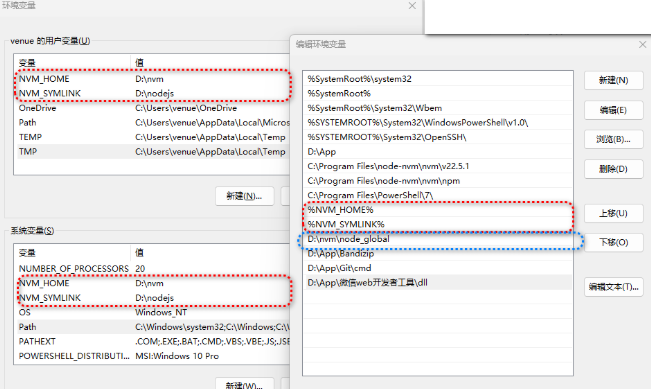 环境变量
venue 的用户变量(U)
变量 值
NVM_HOME D:\nvm
NVM_SYMLINK D:\nodejs
OneDrive C:\Users\venue\OneDrive
Path C:\Users\venue\AppData\Local\Micros
TEMP C:\Users\venue\AppData\Local\Temp
TMP C:\Users\venue\AppData\Local\Temp
新建(N)...
系统变量(S)
变量 值
NUMBER_OF_PROCESSORS 20
NVM_HOME D:\nvm
NVM_SYMLINK D:\nodejs
OS Windows_NT
Path C:\Windows\system32;C:\Windows;C:\
PATHEXT .COM;.EXE;.BAT;.CMD;.VBS;.VBE;.JS;.JSE
POWERSHELL_DISTRIBUTI... MSI:Windows 10 Pro
新建(W)...
编辑环境变量
%SystemRoot%\system32
%SystemRoot%
%SystemRoot%\System32\Wbem
%SYSTEMROOT%\System32\WindowsPowerShell\v1.0\
%SYSTEMROOT%\System32\OpenSSH\
D:\App
C:\Program Files\node-nvm\nvm\v22.5.1
C:\Program Files\node-nvm\nvm\npm
C:\Program Files\PowerShell\7\
%NVM_HOME%
%NVM_SYMLINK%
D:\nvm\node_global
D:\App\Bandizip
D:\App\Git\cmd
D:\App\微信web开发者工具\dll
新建(N)
编辑(E)
浏览(B)...
删除(D)
上移(U)
下移(O)
编辑文本(T)...